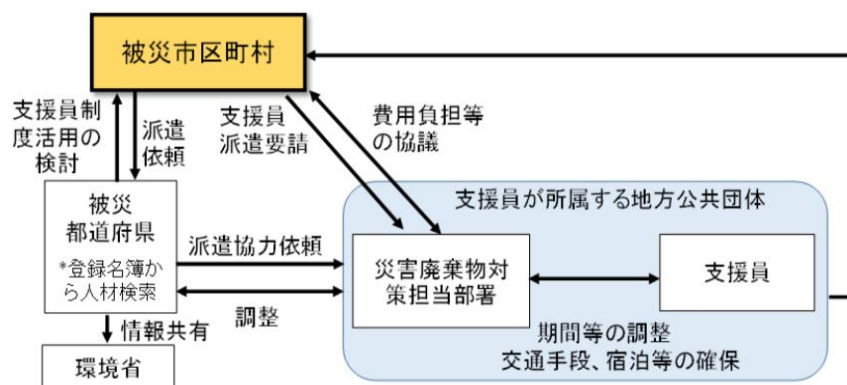 被災市区町村
支援員制
度活用の
検討
派遣
依頼
支援員
派遣要請
費用負担等
の協議
被災
都道府県
*登録名簿か
ら人材検索
派遣協力依頼
調整
情報共有
環境省
支援員が所属する地方公共団体
災害廃棄物対
策担当部署
支援員
期間等の調整
交通手段、宿泊等の確保